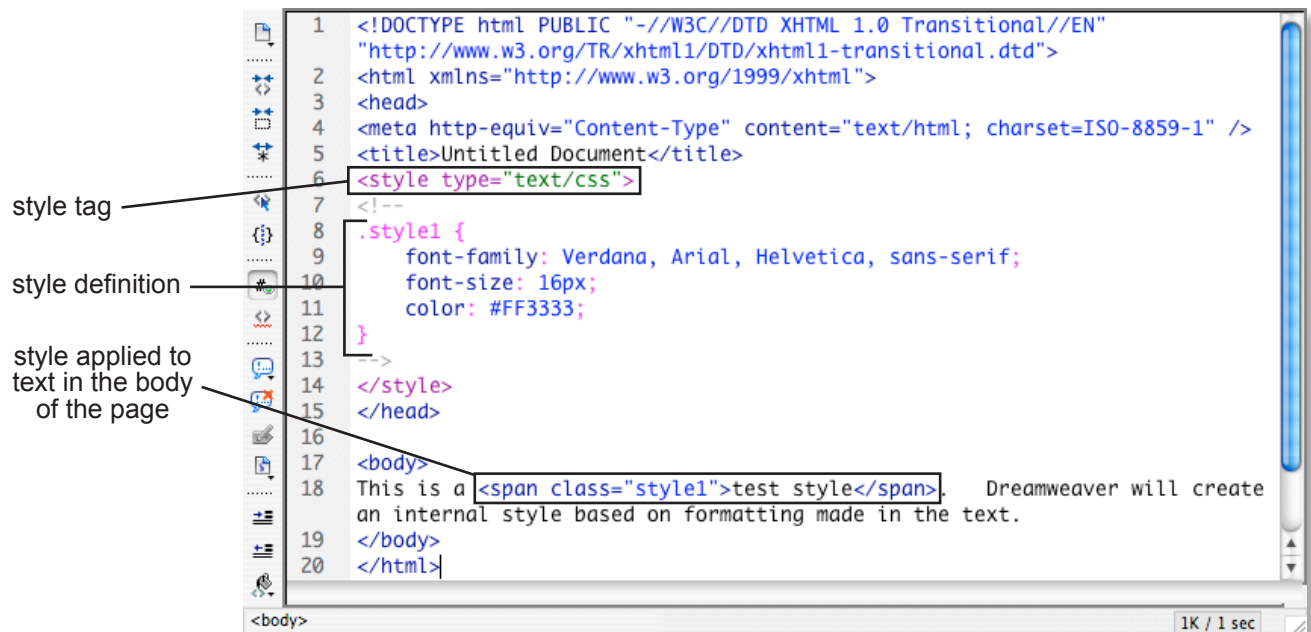 1 <!DOCTYPE html PUBLIC "-//W3C//DTD XHTML 1.0 Transitional//EN"
"http://www.w3.org/TR/xhtml1/DTD/xhtml1-transitional.dtd">
2 <html xmlns="http://www.w3.org/1999/xhtml">
3 <head>
4 <meta http-equiv="Content-Type" content="text/html; charset=ISO-8859-1" />
5 <title>Untitled Document</title>
6 <style type="text/css">
style tag
7 <!--
8 .style1 {
9 font-family: Verdana, Arial, Helvetica, sans-serif;
style definition
10 font-size: 16px;
11 color: #FF3333;
12 }
style applied to
text in the body
of the page
13 -->
14 </style>
15 </head>
16
17 <body>
18 This is a <span class="style1">test style</span>.  Dreamweaver will create
an internal style based on formatting made in the text.
19 </body>
20 </html>
<body>
1K / 1 sec